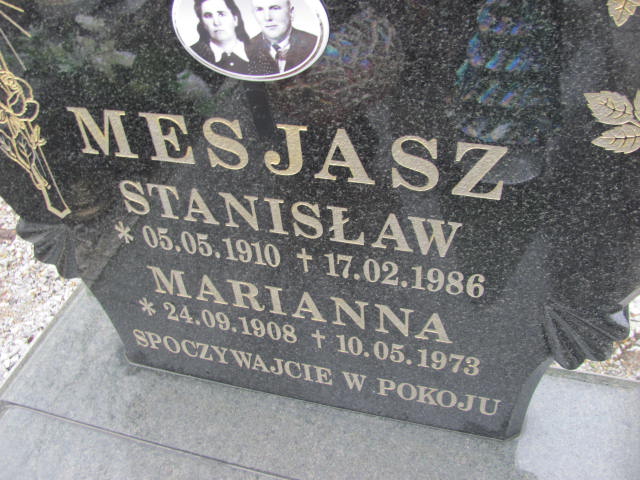 MESJASZ
STANISŁAW
* 05.05.1910 † 17.02.1986
MARIANNA
* 24.09.1908 † 10.05.1973
SPOCZYWAJCIE W POKOJU